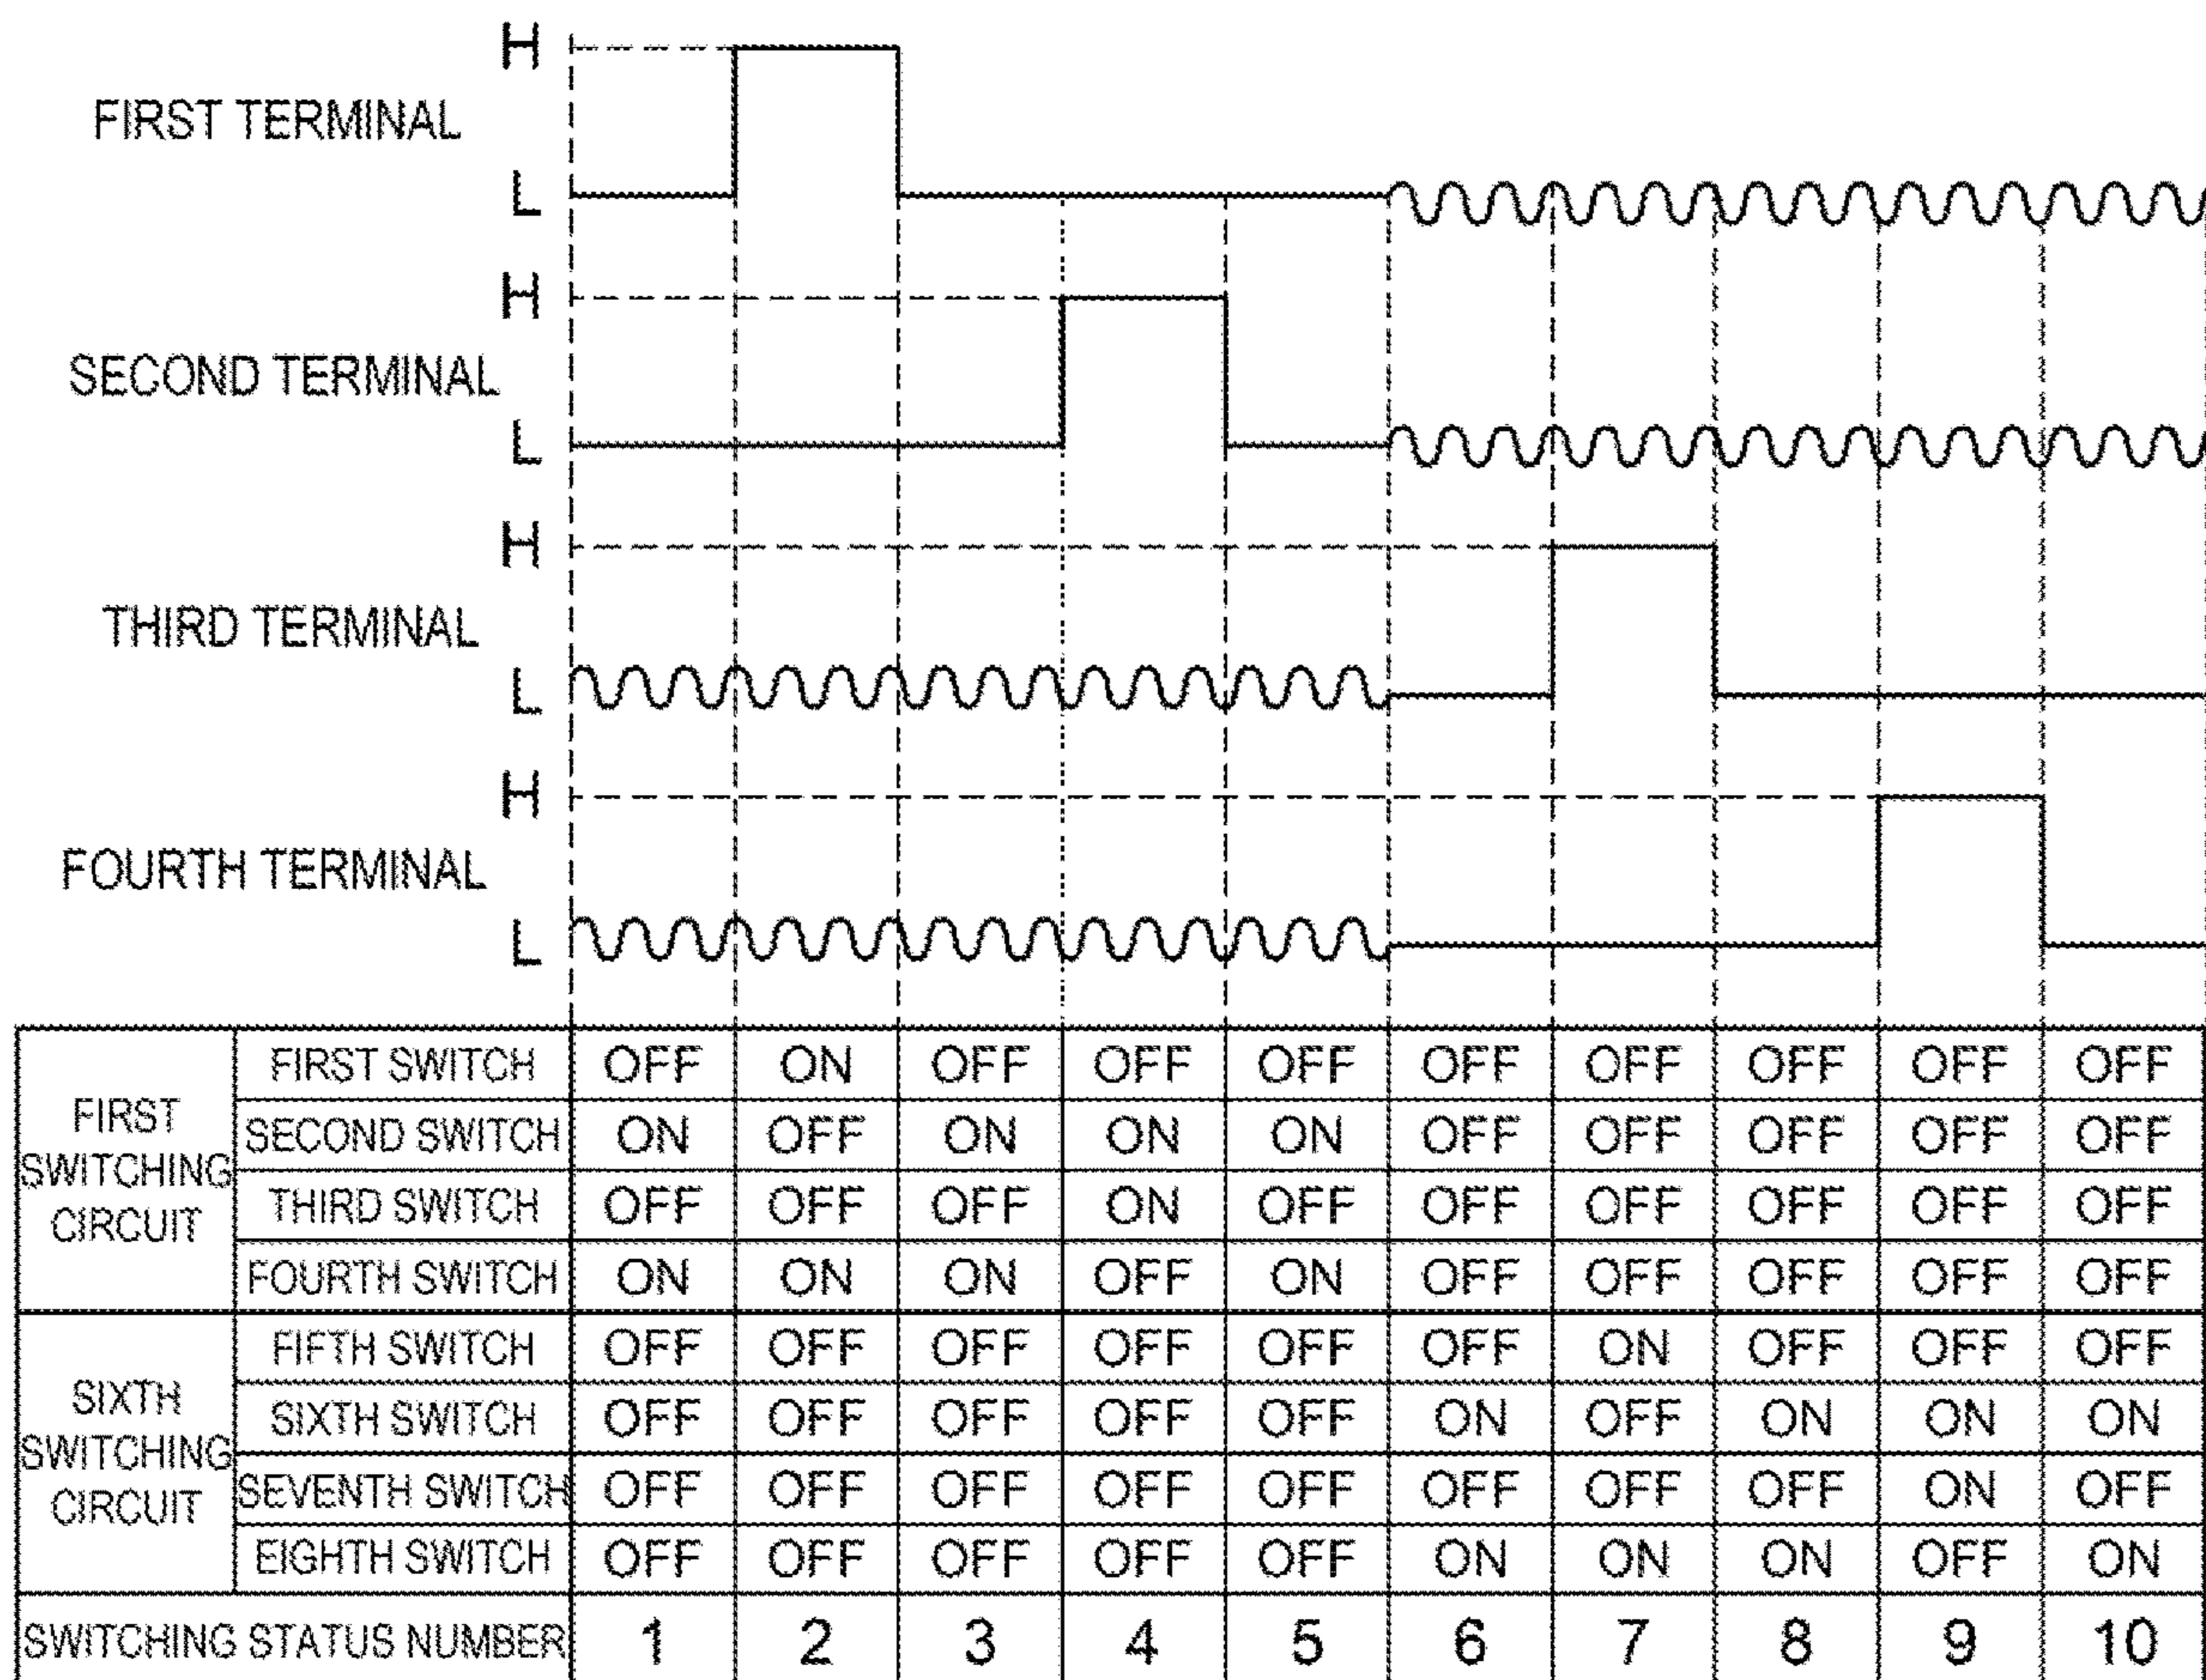 H
FIRST TERMINAL
L
H
SECOND TERMINAL
L
H
THIRD TERMINAL
L
H
FOURTH TERMINAL
L
FIRST SWITCHING CIRCUIT
FIRST SWITCH OFF ON OFF OFF OFF OFF OFF OFF OFF OFF
SECOND SWITCH ON OFF ON ON ON OFF OFF OFF OFF OFF
THIRD SWITCH OFF OFF OFF ON OFF OFF OFF OFF OFF OFF
FOURTH SWITCH ON ON ON OFF ON OFF OFF OFF OFF OFF
SIXTH SWITCHING CIRCUIT
FIFTH SWITCH OFF OFF OFF OFF OFF OFF ON OFF OFF OFF
SIXTH SWITCH OFF OFF OFF OFF OFF ON OFF ON ON ON
SEVENTH SWITCH OFF OFF OFF OFF OFF OFF OFF OFF ON OFF
EIGHTH SWITCH OFF OFF OFF OFF OFF ON ON ON OFF ON
SWITCHING STATUS NUMBER 1 2 3 4 5 6 7 8 9 10